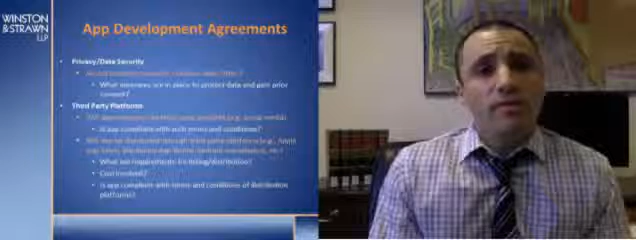 WINSTON
& STRAWN
LLP
App Development Agreements
Privacy/Data Security
What measures are in place to protect data and gain prior
consent?
Third Party Platforms
Is app compliant with such terms and conditions?
What are requirements for listing/distribution?
Cost involved?
Is app compliant with terms and conditions of distribution
platforms?